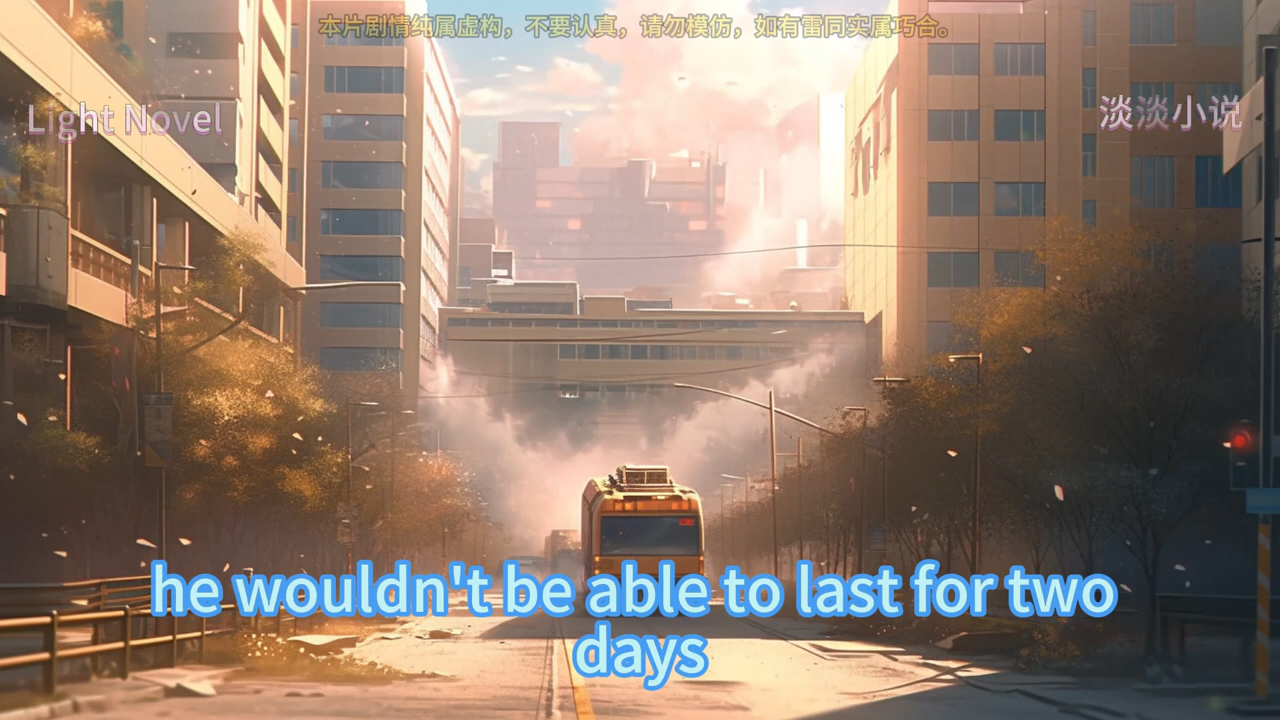 本片剧情纯属虚构，不要认真，请勿模仿，如有雷同实属巧合。
Light Novel
淡淡小说
he wouldn't be able to last for two
days